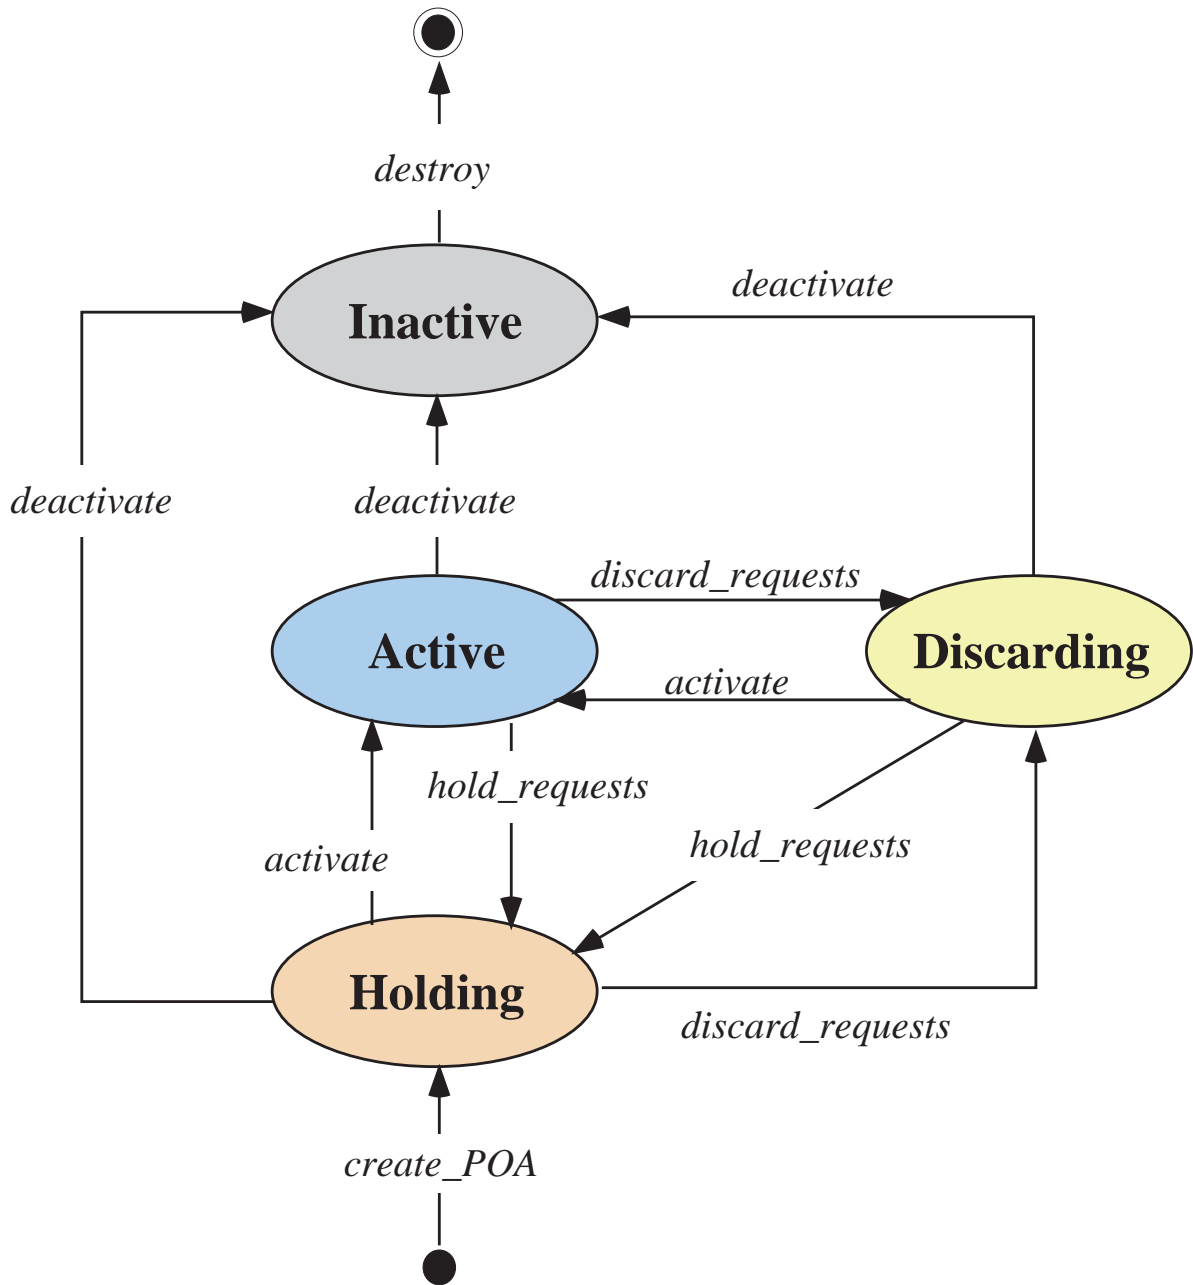 destroy
deactivate
Inactive
deactivate
deactivate
discard_requests
Active
Discarding
activate
hold_requests
hold_requests
activate
Holding
discard_requests
create_POA